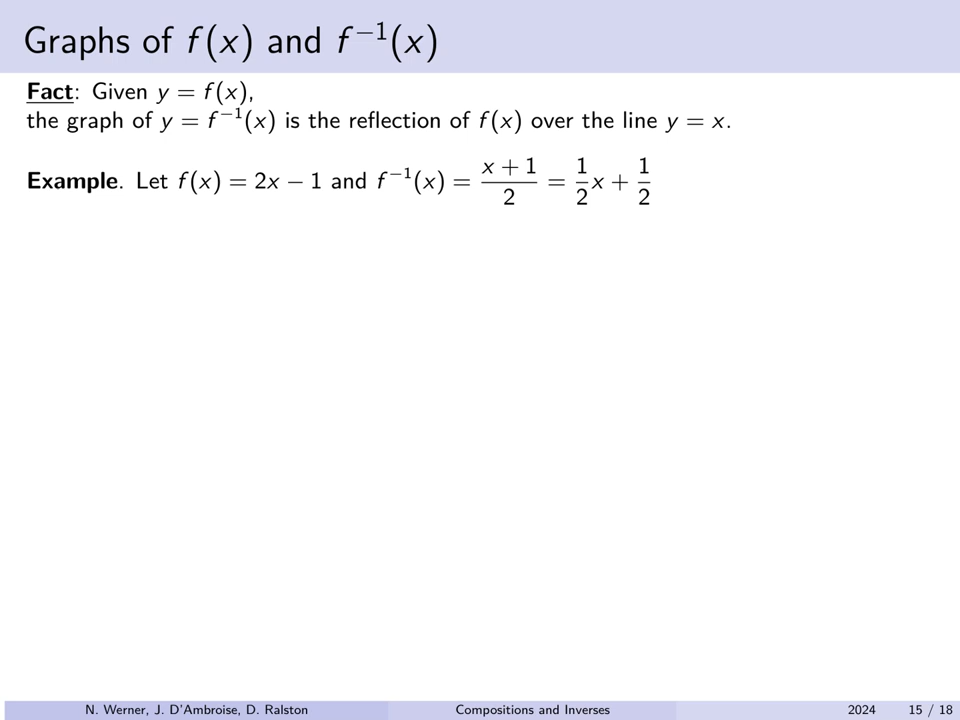 Graphs of f(x) and f⁻¹(x)
Fact: Given y = f(x),
the graph of y = f⁻¹(x) is the reflection of f(x) over the line y = x.
Example. Let f(x) = 2x − 1 and f⁻¹(x) = (x + 1)/2 = 1/2 x + 1/2
N. Werner, J. D'Ambroise, D. Ralston Compositions and Inverses 2024 15 / 18